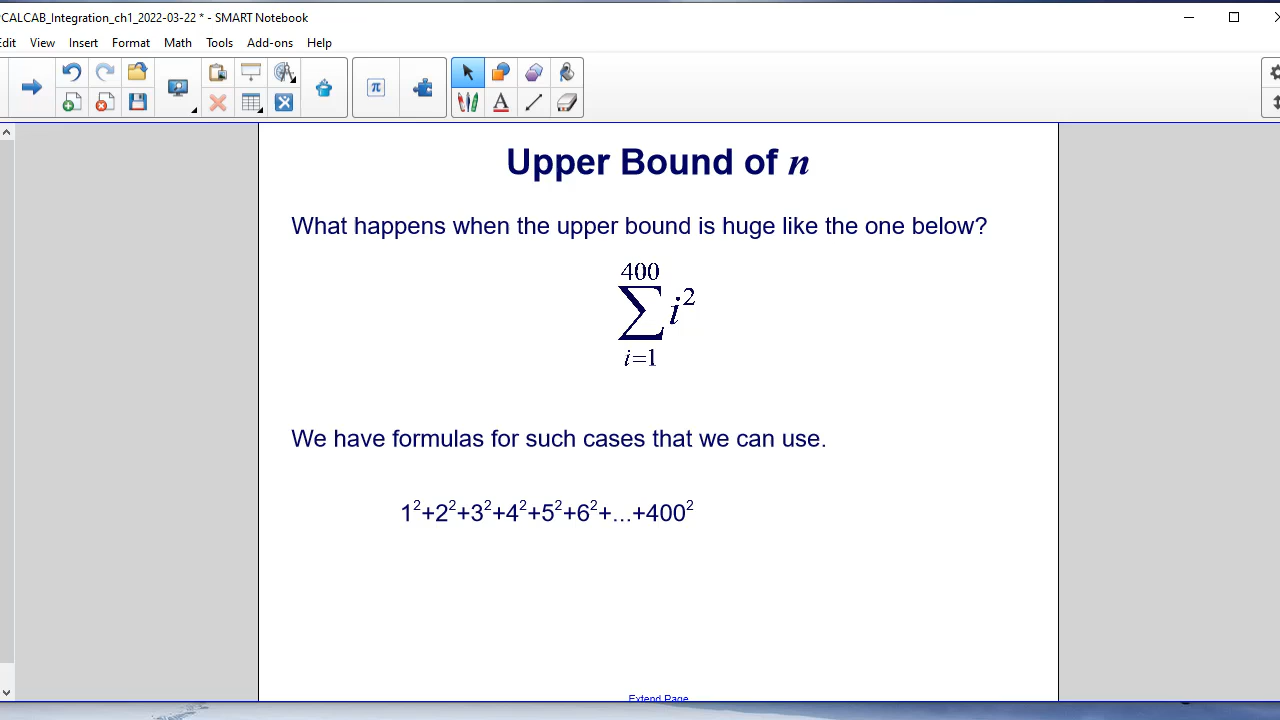 CALCAB_Integration_ch1_2022-03-22 * - SMART Notebook
Edit View Insert Format Math Tools Add-ons Help
Upper Bound of n
What happens when the upper bound is huge like the one below?
400
∑ i²
i=1
We have formulas for such cases that we can use.
1²+2²+3²+4²+5²+6²+...+400²
Extend Page